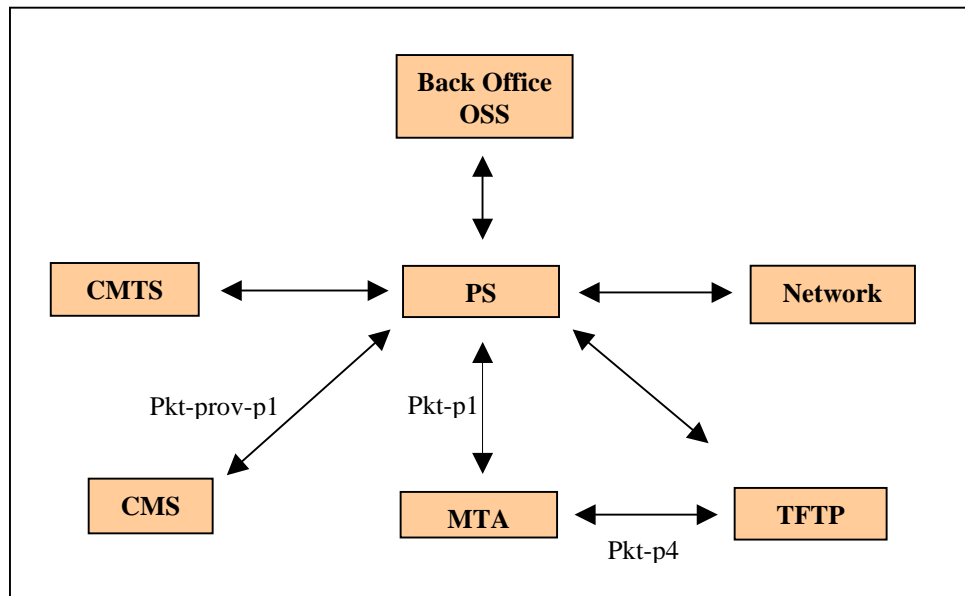 Back Office
OSS
CMTS
PS
Network
Pkt-prov-p1
Pkt-p1
CMS
MTA
TFTP
Pkt-p4